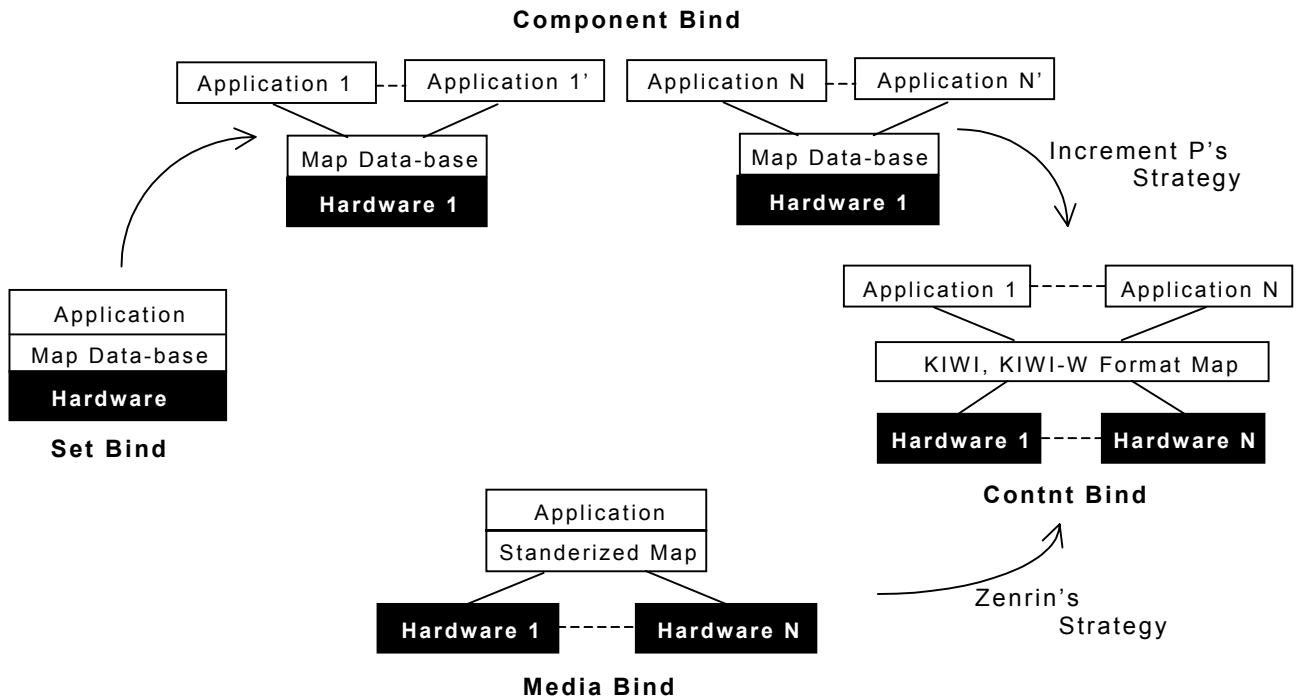 Component Bind
Application 1
Application 1’
Application N
Application N’
Map Data-base
Hardware 1
Map Data-base
Hardware 1
Increment P’s
Strategy
Application
Map Data-base
Hardware
Set Bind
Application 1
Application N
KIWI, KIWI-W Format Map
Hardware 1
Hardware N
Contnt Bind
Application
Standerized Map
Hardware 1
Hardware N
Media Bind
Zenrin’s
Strategy